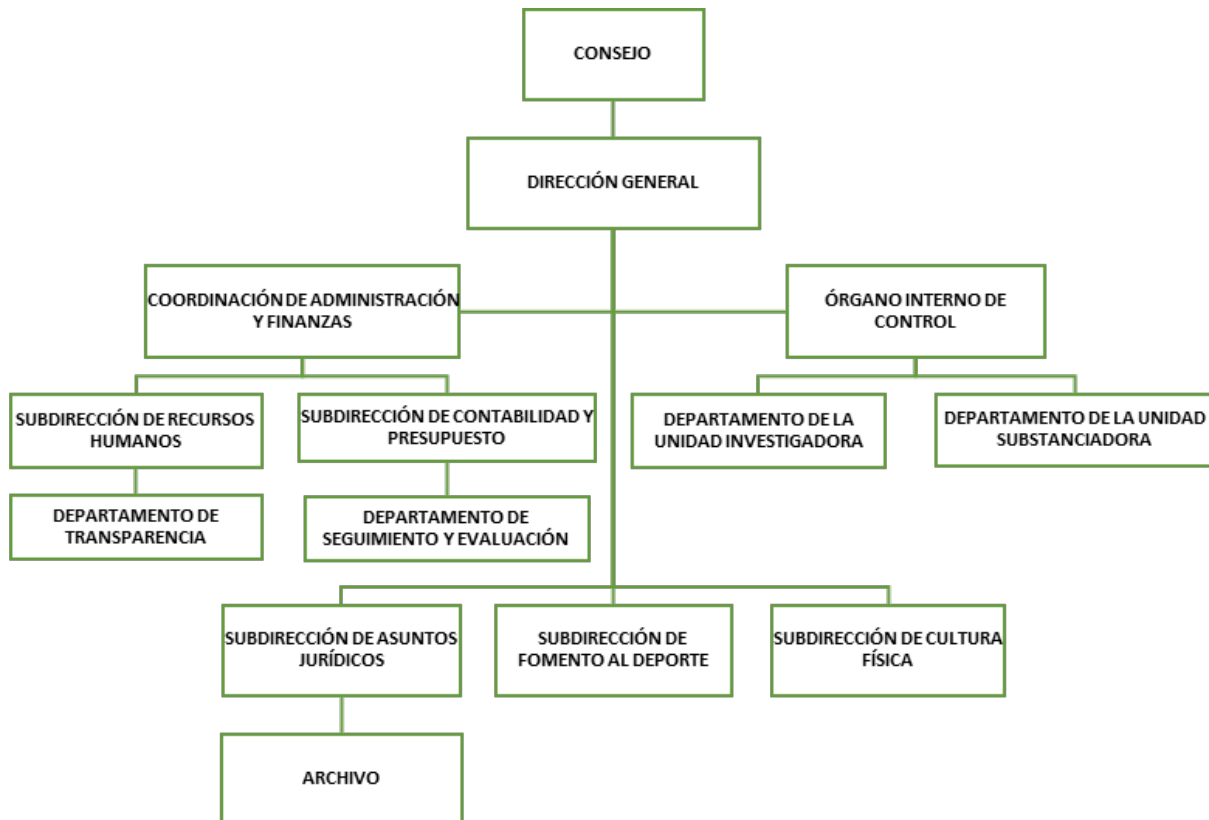 CONSEJO
DIRECCIÓN GENERAL
COORDINACIÓN DE ADMINISTRACIÓN
Y FINANZAS
ÓRGANO INTERNO DE
CONTROL
SUBDIRECCIÓN DE RECURSOS
HUMANOS
SUBDIRECCIÓN DE CONTABILIDAD Y
PRESUPUESTO
DEPARTAMENTO DE LA
UNIDAD INVESTIGADORA
DEPARTAMENTO DE LA UNIDAD
SUBSTANCIADORA
DEPARTAMENTO DE
TRANSPARENCIA
DEPARTAMENTO DE
SEGUIMIENTO Y EVALUACIÓN
SUBDIRECCIÓN DE ASUNTOS
JURÍDICOS
SUBDIRECCIÓN DE
FOMENTO AL DEPORTE
SUBDIRECCIÓN DE CULTURA
FÍSICA
ARCHIVO